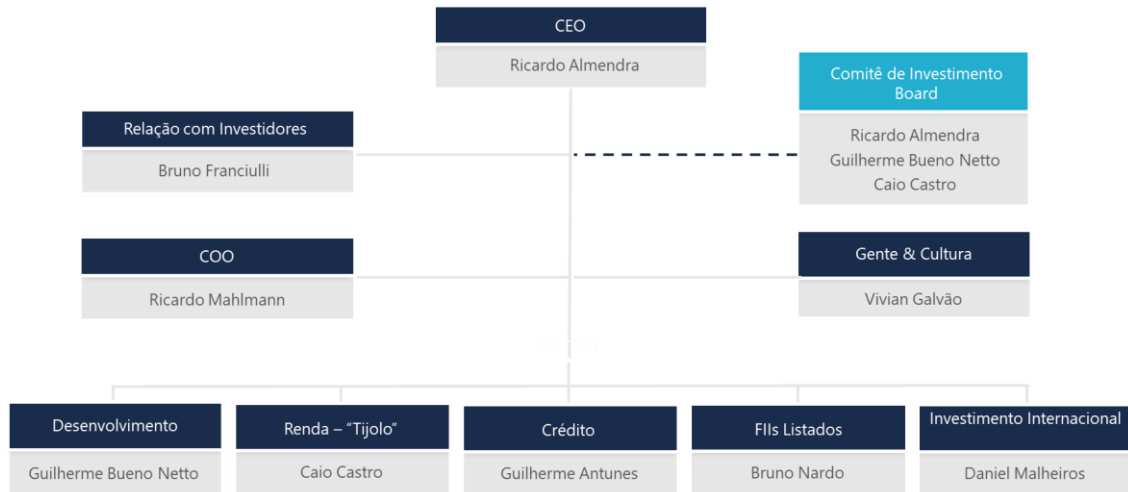 CEO
Ricardo Almendra
Comitê de Investimento
Board
Ricardo Almendra
Guilherme Bueno Netto
Caio Castro
Relação com Investidores
Bruno Franciulli
COO
Ricardo Mahlmann
Gente & Cultura
Vivian Galvão
Desenvolvimento
Guilherme Bueno Netto
Renda – "Tijolo"
Caio Castro
Crédito
Guilherme Antunes
FIIs Listados
Bruno Nardo
Investimento Internacional
Daniel Malheiros